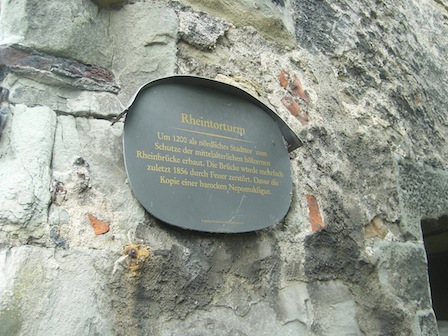 Rheintorturm
Um 1200 als nördliches Stadttor zum
Schutze der mittelalterlichen hölzernen
Rheinbrücke erbaut. Die Brücke wurde mehrfach,
zuletzt 1856 durch Feuer zerstört. Davor die
Kopie einer barocken Nepomukfigur.